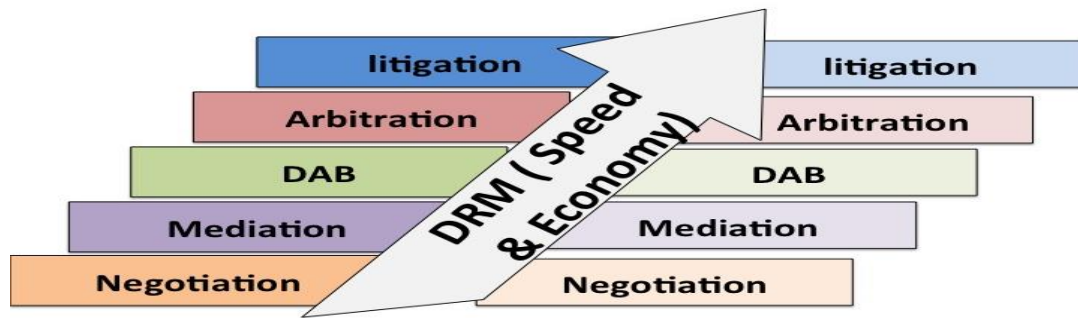 litigation
litigation
Arbitration
Arbitration
DAB
DAB
Mediation
Mediation
Negotiation
Negotiation
DRM ( Speed
& Economy)